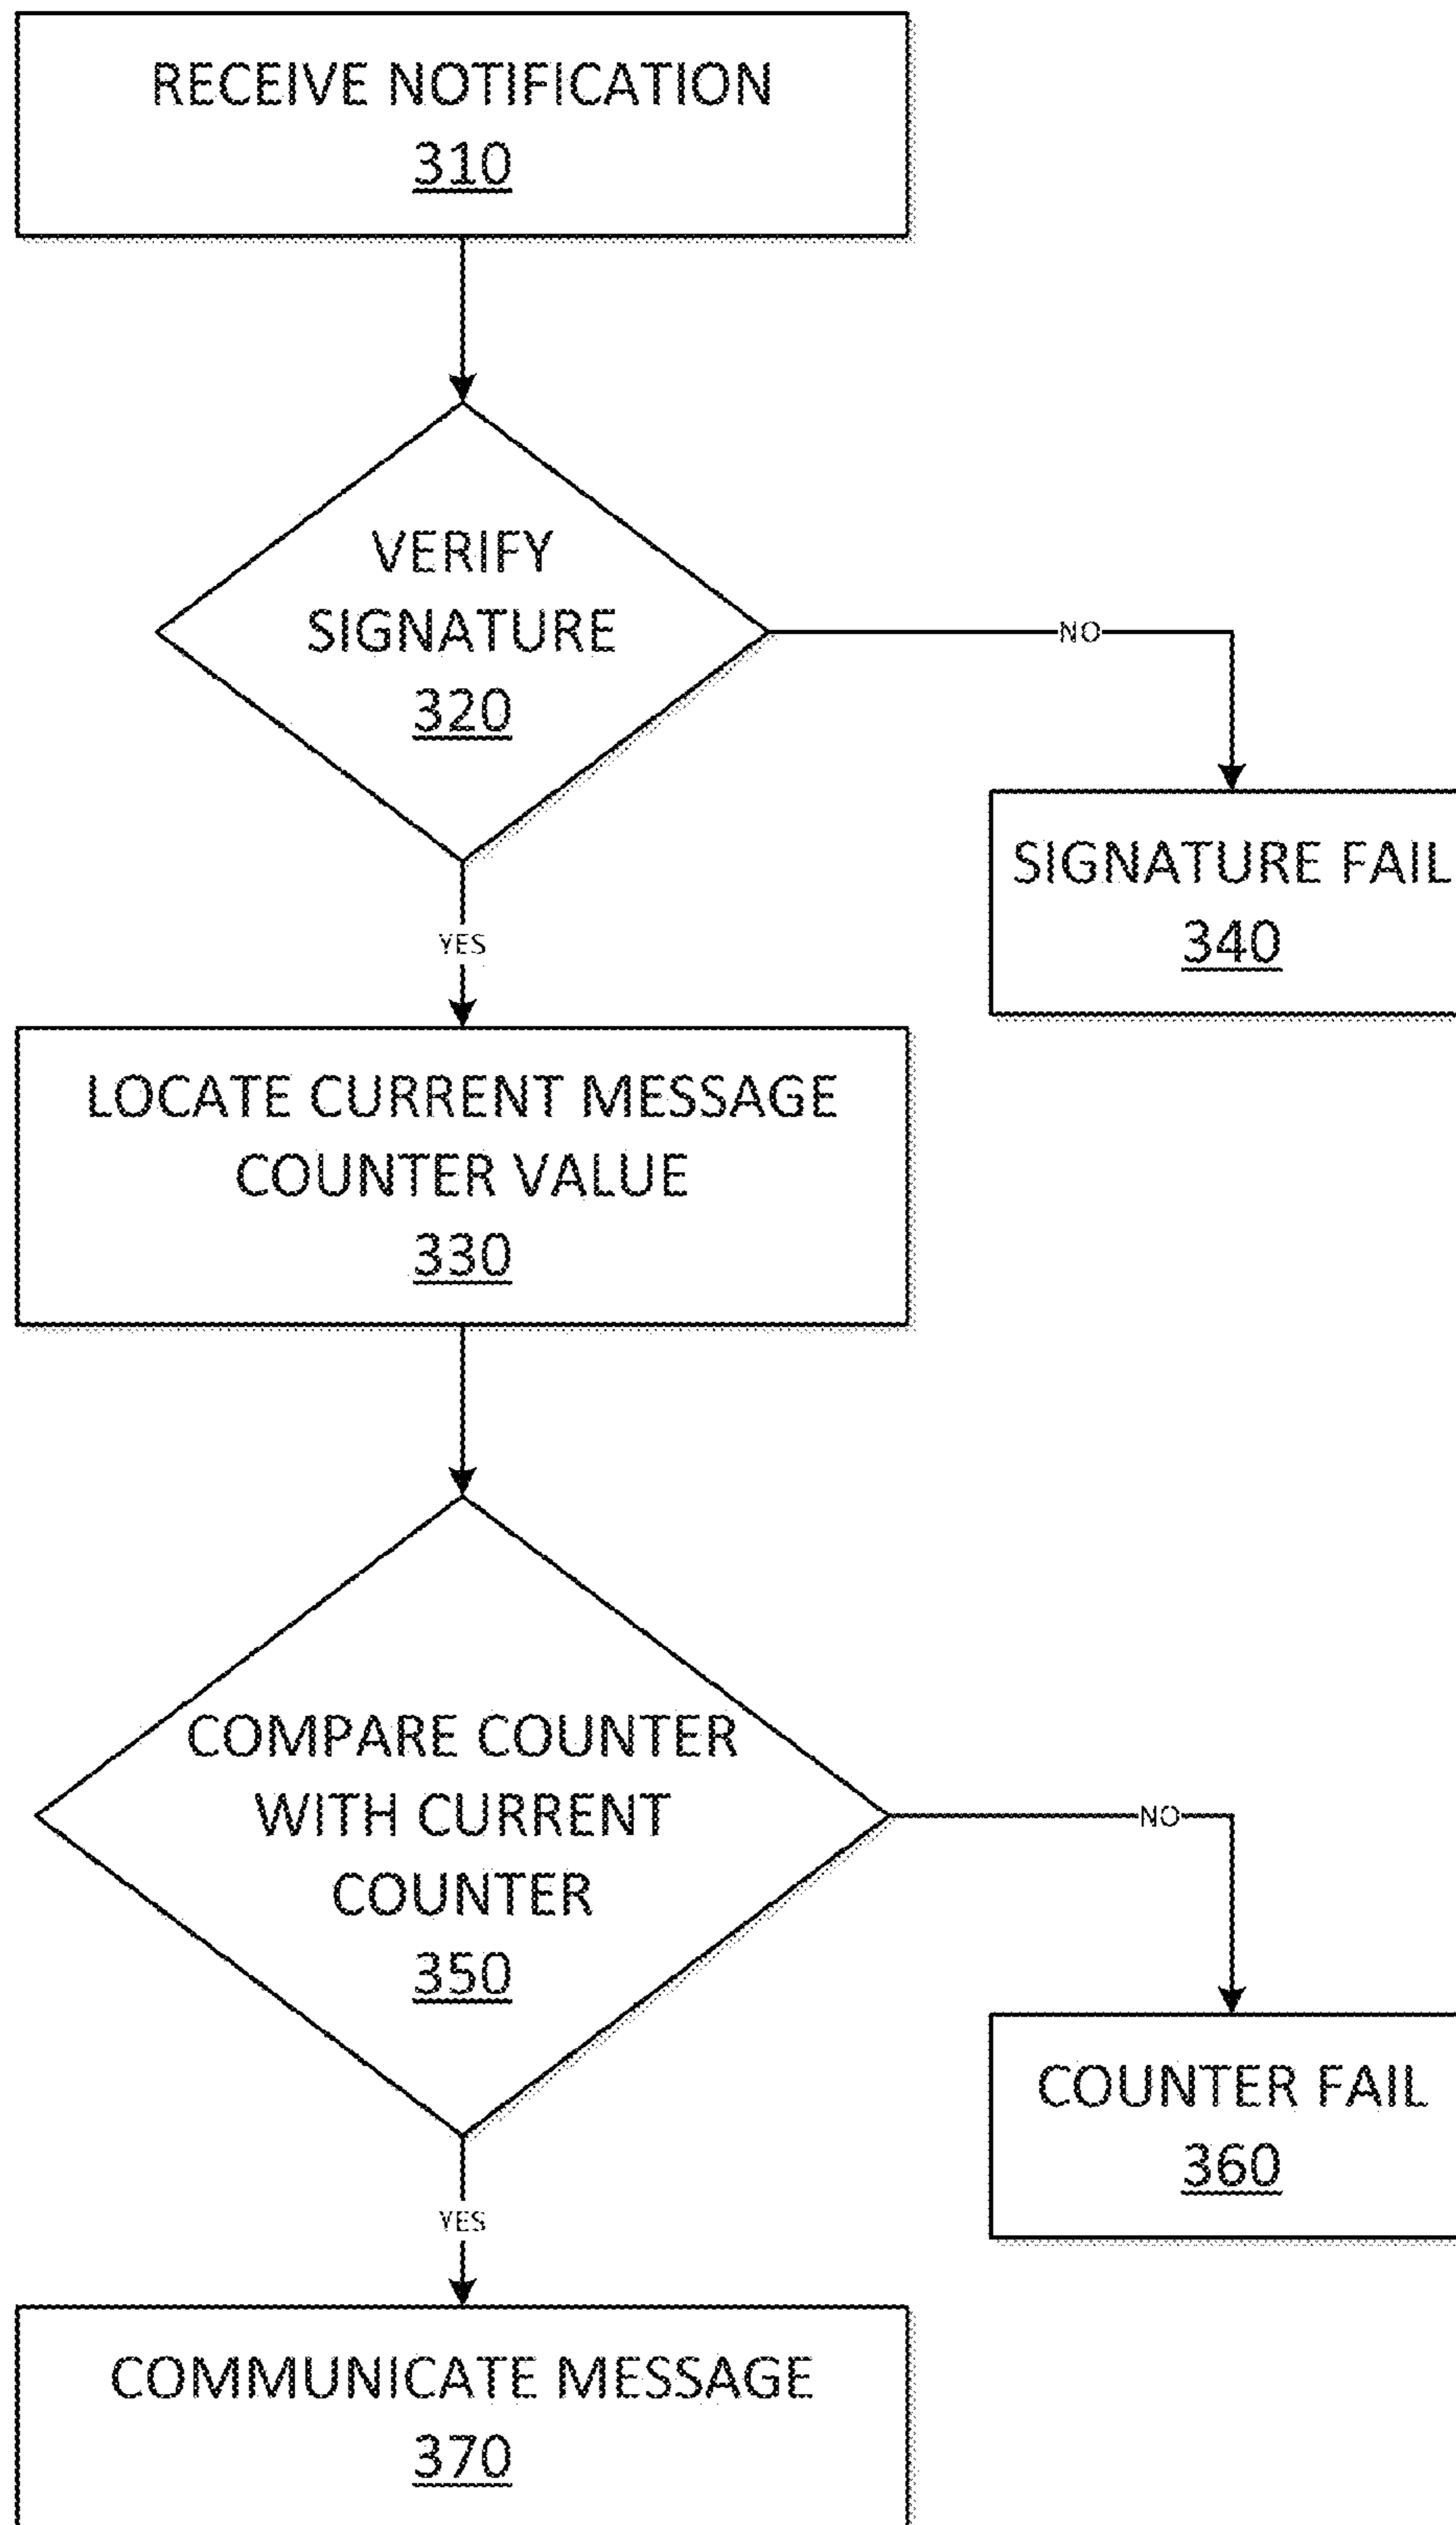 RECEIVE NOTIFICATION
310
VERIFY
SIGNATURE
320
NO
SIGNATURE FAIL
340
YES
LOCATE CURRENT MESSAGE
COUNTER VALUE
330
COMPARE COUNTER
WITH CURRENT
COUNTER
350
NO
COUNTER FAIL
360
YES
COMMUNICATE MESSAGE
370